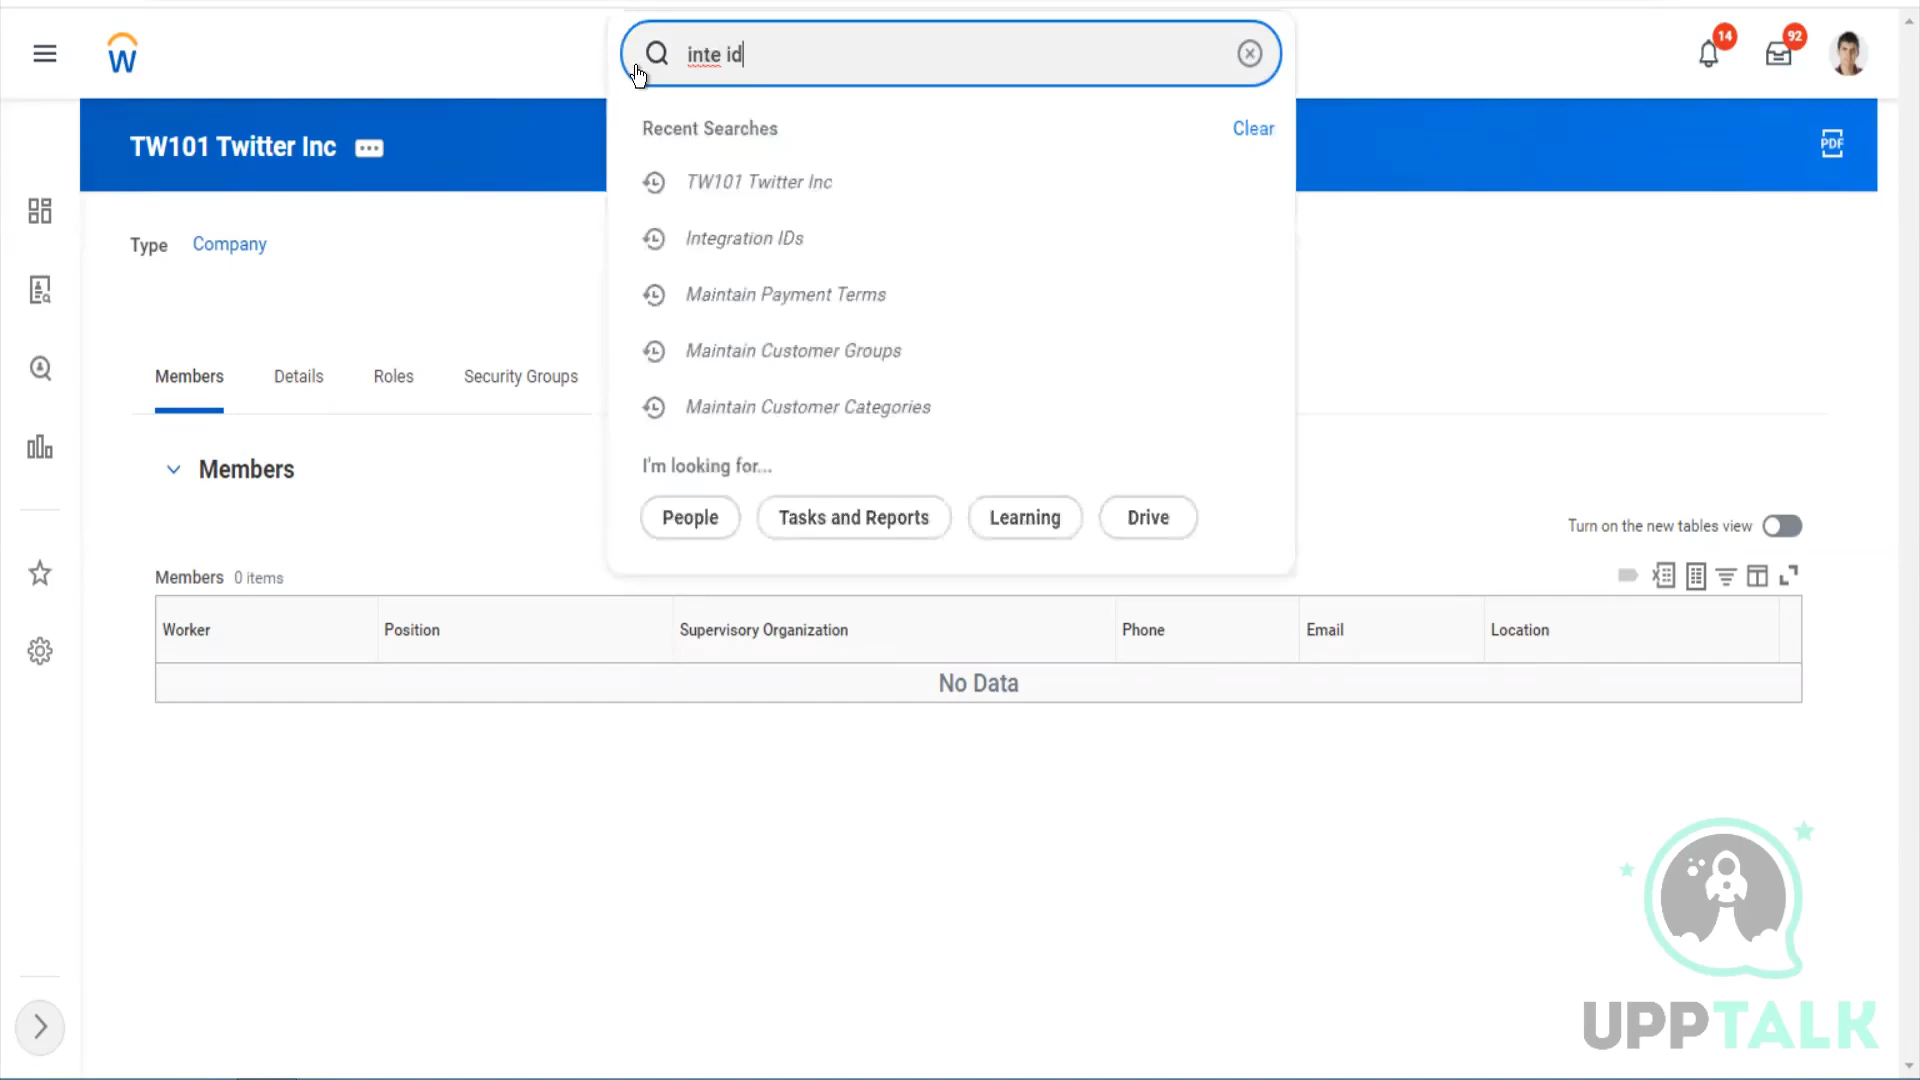 inte id
14
92
W
TW101 Twitter Inc
PDF
Recent Searches
Clear
TW101 Twitter Inc
Integration IDs
Maintain Payment Terms
Maintain Customer Groups
Maintain Customer Categories
I'm looking for...
People
Tasks and Reports
Learning
Drive
Type
Company
Members
Details
Roles
Security Groups
Members
Turn on the new tables view
Members 0 items
Worker
Position
Supervisory Organization
Phone
Email
Location
No Data
UPPTALK